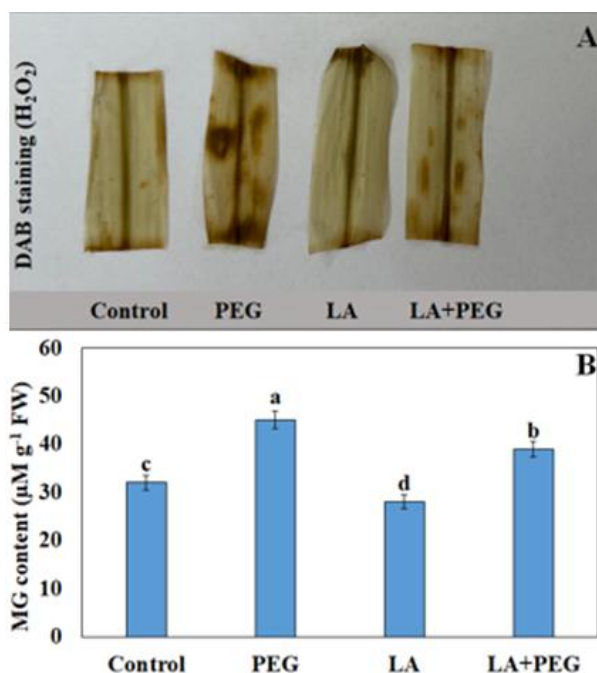 A
DAB staining (H₂O₂)
Control PEG LA LA+PEG
B
MG content (µM g⁻¹ FW)
60
50
40
30
20
10
0
c
a
d
b
Control PEG LA LA+PEG